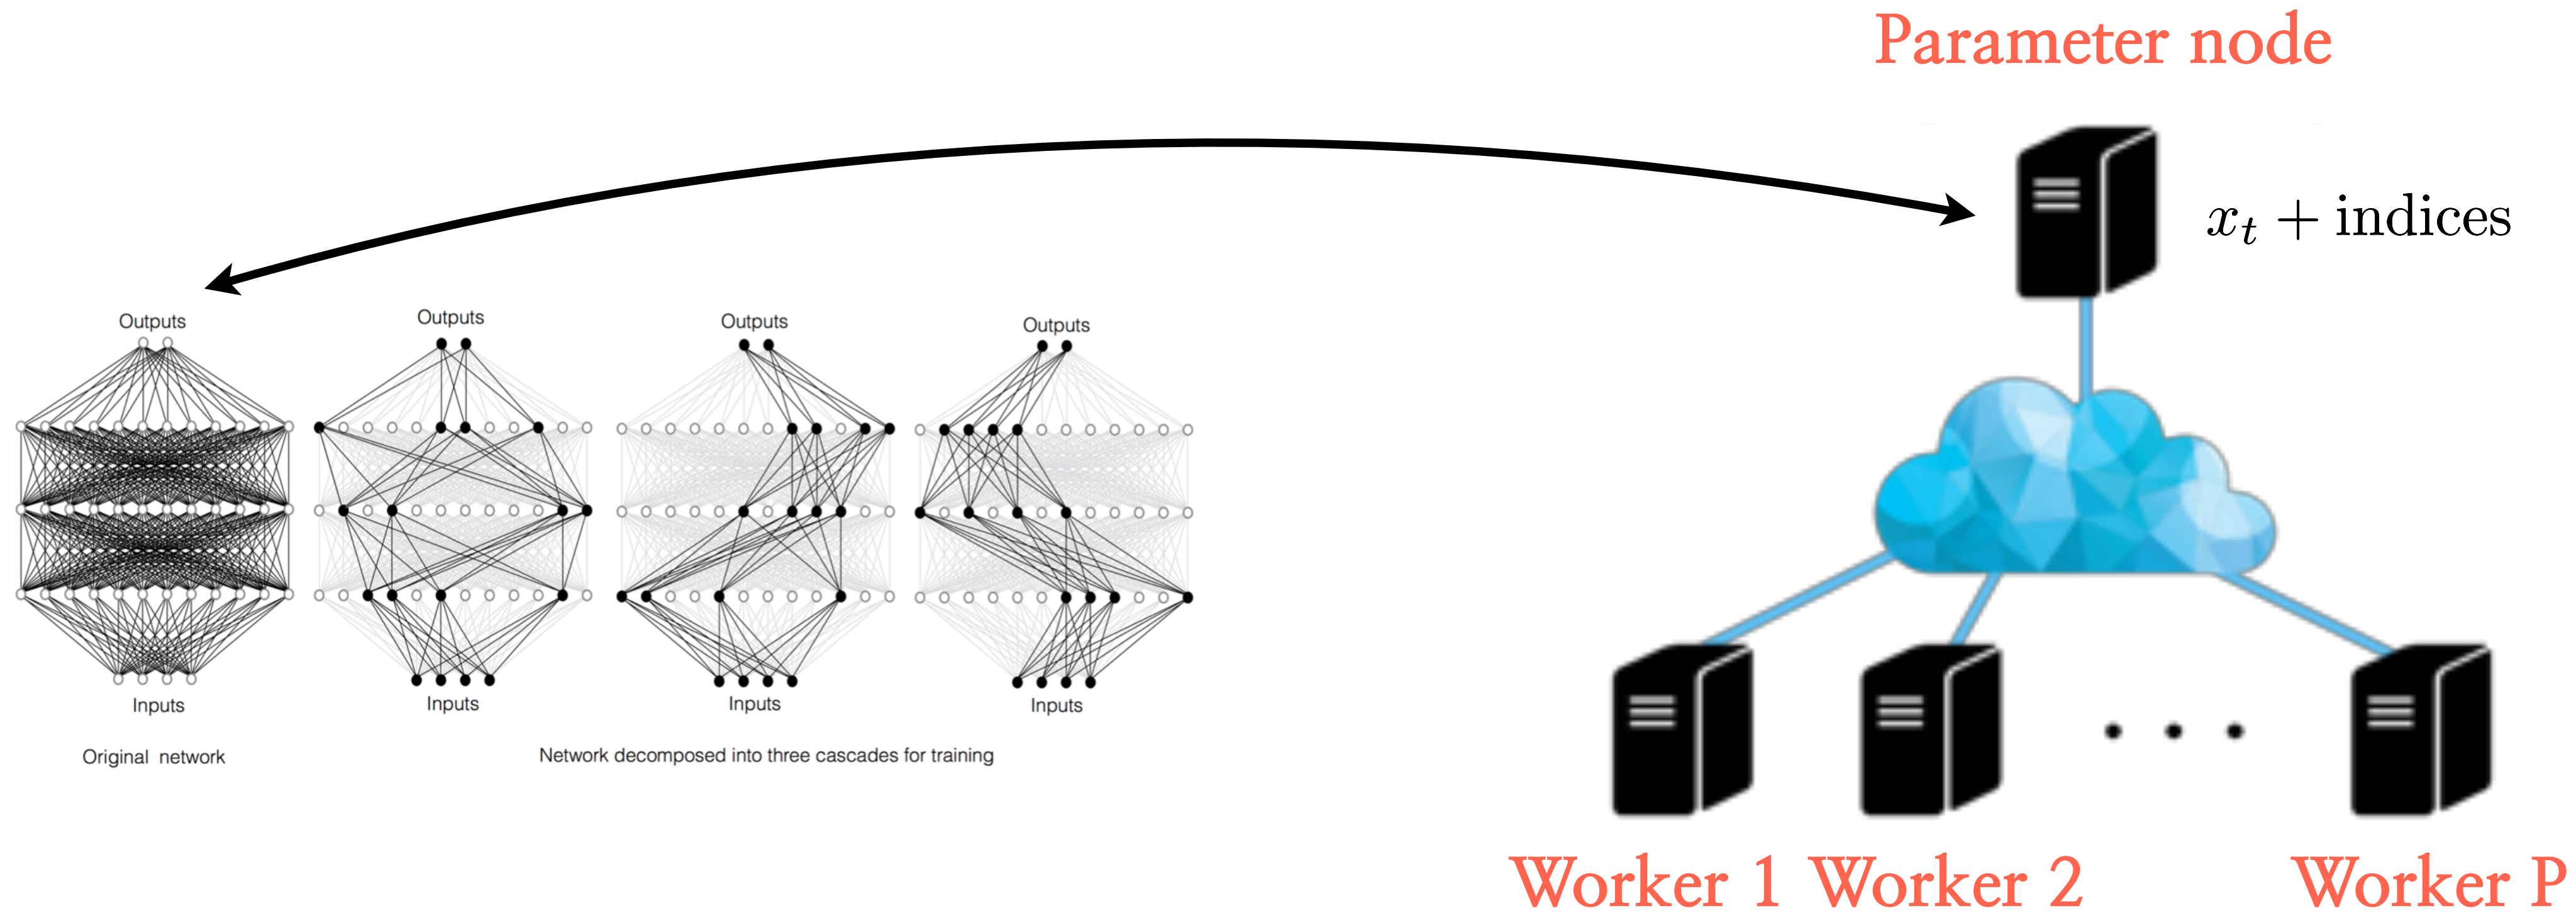 Parameter node
x_t + indices
Outputs
Outputs
Outputs
Outputs
Inputs
Inputs
Inputs
Inputs
Original network
Network decomposed into three cascades for training
Worker 1
Worker 2
Worker P